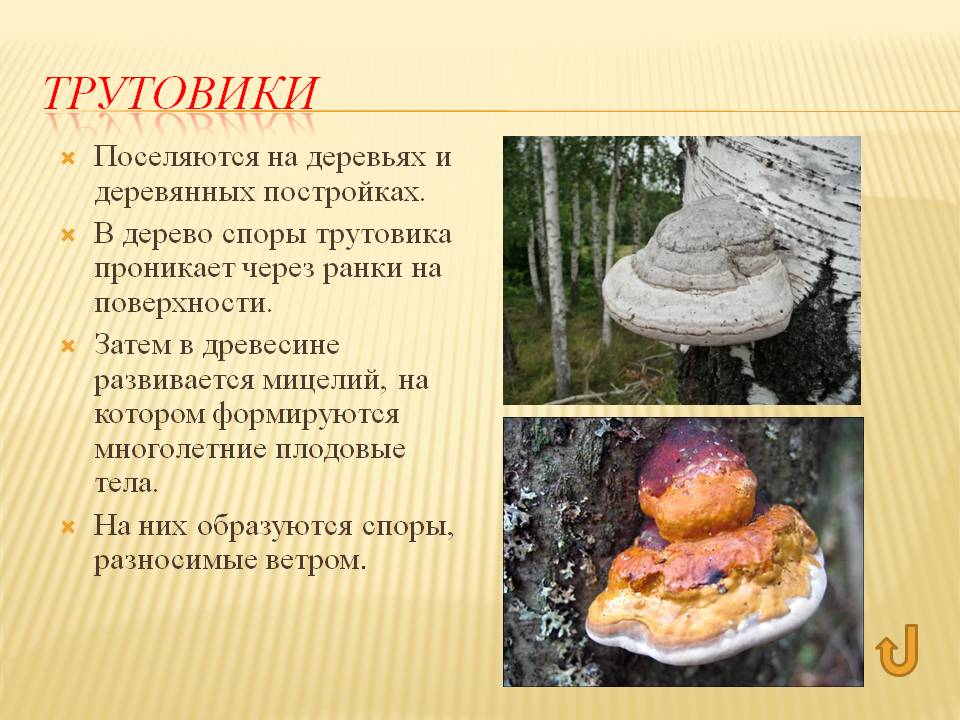 ТРУТОВИКИ
Поселяются на деревьях и
деревянных постройках.
В дерево споры трутовика
проникает через ранки на
поверхности.
Затем в древесине
развивается мицелий, на
котором формируются
многолетние плодовые
тела.
На них образуются споры,
разносимые ветром.